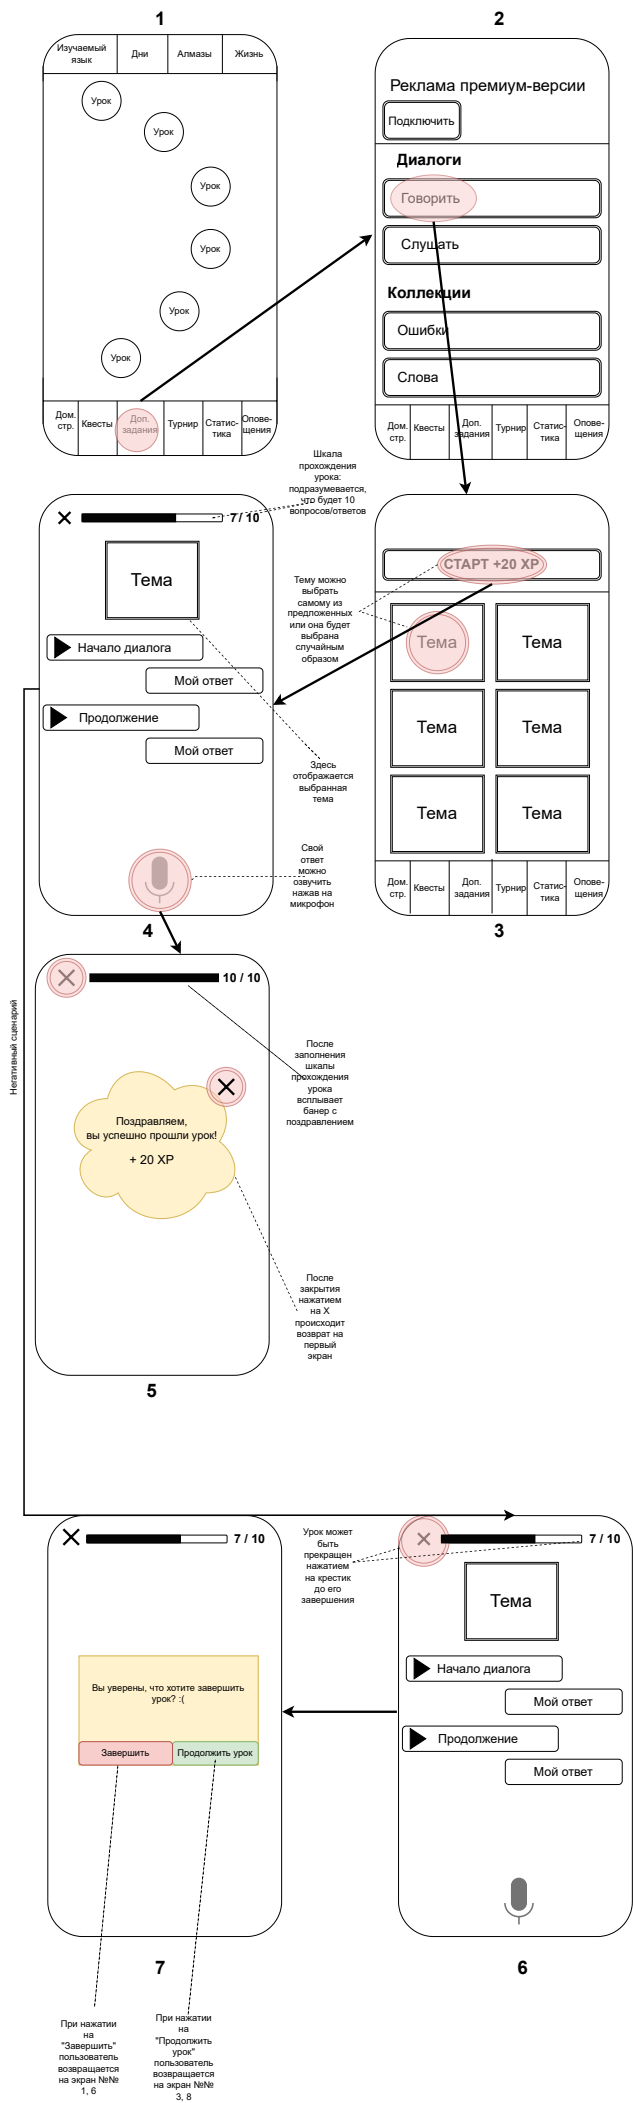 1
Изучаемый
язык
Дни
Алмазы
Жизнь
Урок
Урок
Урок
Урок
Урок
Урок
Дом.
стр.
Квесты
Доп.
задания
Турнир
Статис-
тика
Опове-
щения
2
Реклама премиум-версии
Подключить
Диалоги
Говорить
Слушать
Коллекции
Ошибки
Слова
Дом.
стр.
Квесты
Доп.
задания
Турнир
Статис-
тика
Опове-
щения
Шкала
прохождения
урока:
подразумевается,
что будет 10
вопросов/ответов
7 / 10
Тема
Начало диалога
Мой ответ
Продолжение
Мой ответ
4
Тему можно
выбрать
самому из
предложенных
или она будет
выбрана
случайным
образом
Здесь
отображается
выбранная
тема
Свой
ответ
можно
озвучить
нажав на
микрофон
СТАРТ +20 XP
Тема
Тема
Тема
Тема
Тема
Тема
Дом.
стр.
Квесты
Доп.
задания
Турнир
Статис-
тика
Опове-
щения
3
Негативный сценарий
10 / 10
Поздравляем,
вы успешно прошли урок!
+ 20 XP
5
После
заполнения
шкалы
прохождения
урока
всплывает
банер с
поздравлением
После
закрытия
нажатием
на X
происходит
возврат на
первый
экран
7 / 10
Вы уверены, что хотите завершить
урок? :(
Завершить
Продолжить урок
7
Урок может
быть
прекращен
нажатием
на крестик
до его
завершения
7 / 10
Тема
Начало диалога
Мой ответ
Продолжение
Мой ответ
6
При нажатии
на
"Завершить"
пользователь
возвращается
на экран №№
1, 6
При нажатии
на
"Продолжить
урок"
пользователь
возвращается
на экран №№
3, 8